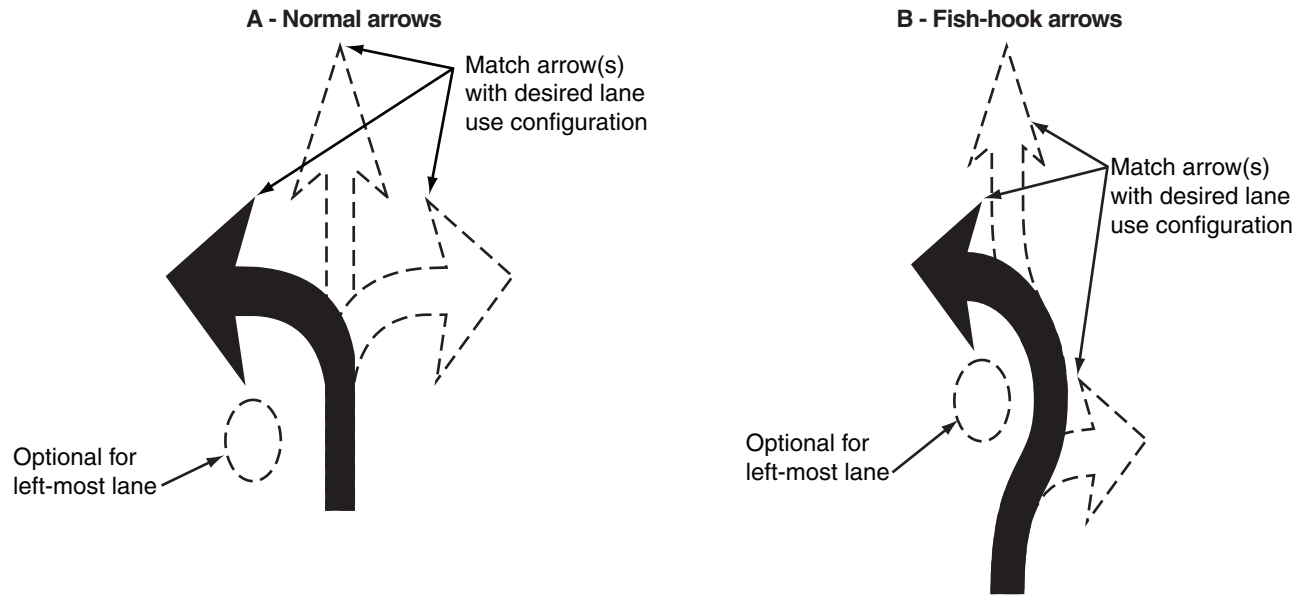 A - Normal arrows
Match arrow(s)
with desired lane
use configuration
Optional for
left-most lane
B - Fish-hook arrows
Match arrow(s)
with desired lane
use configuration
Optional for
left-most lane